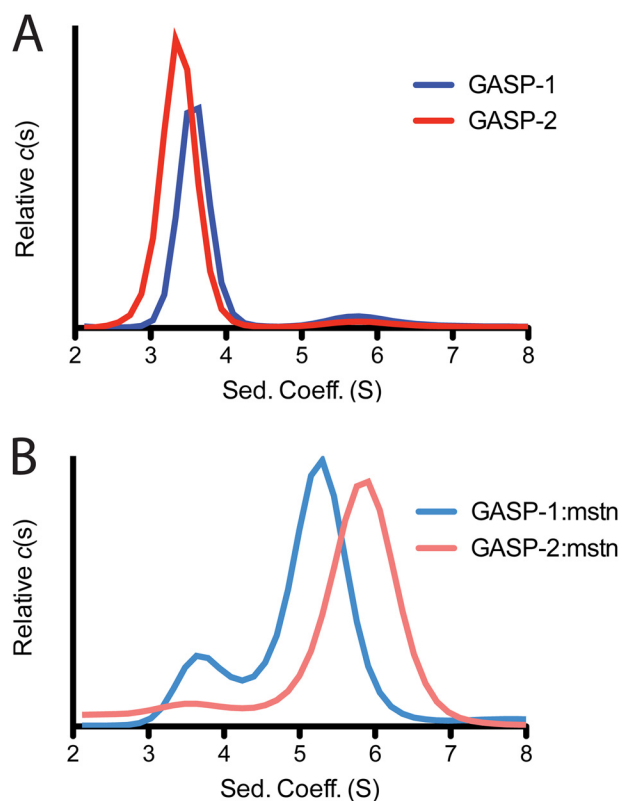 A
Relative c(s)
GASP-1
GASP-2
2 3 4 5 6 7 8
Sed. Coeff. (S)
B
Relative c(s)
GASP-1:mstn
GASP-2:mstn
2 3 4 5 6 7 8
Sed. Coeff. (S)